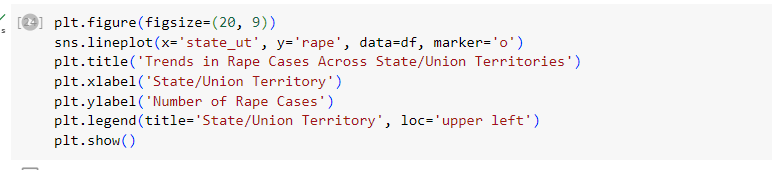 [24] plt.figure(figsize=(20, 9))
s sns.lineplot(x='state_ut', y='rape', data=df, marker='o')
plt.title('Trends in Rape Cases Across State/Union Territories')
plt.xlabel('State/Union Territory')
plt.ylabel('Number of Rape Cases')
plt.legend(title='State/Union Territory', loc='upper left')
plt.show()